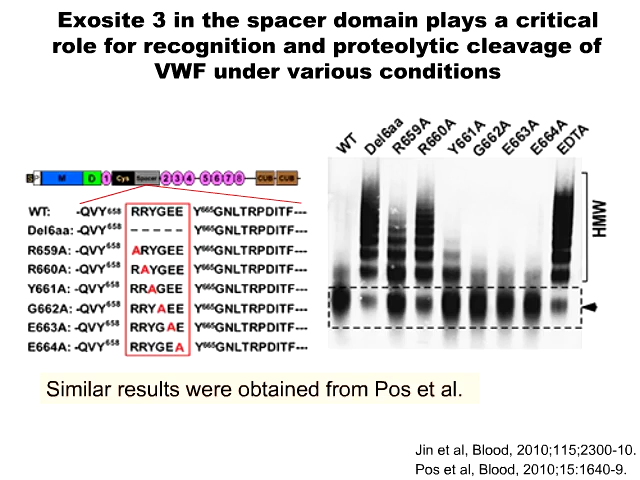 Exosite 3 in the spacer domain plays a critical
role for recognition and proteolytic cleavage of
VWF under various conditions
WT
Del6aa
R659A
R660A
Y661A
G662A
E663A
E664A
EDTA
S P M D 1 Cys Spacer 2 3 4 5 6 7 8 CUB CUB
HMW
WT: -QVY658 RRYGEE Y665GNLTRPDITF---
Del6aa: -QVY658 ------ Y665GNLTRPDITF---
R659A: -QVY658 ARYGEE Y665GNLTRPDITF---
R660A: -QVY658 RAYGEE Y665GNLTRPDITF---
Y661A: -QVY658 RRAGEE Y665GNLTRPDITF---
G662A: -QVY658 RRYAEE Y665GNLTRPDITF---
E663A: -QVY658 RRYGAE Y665GNLTRPDITF---
E664A: -QVY658 RRYGEA Y665GNLTRPDITF---
Similar results were obtained from Pos et al.
Jin et al, Blood, 2010;115;2300-10.
Pos et al, Blood, 2010;15:1640-9.